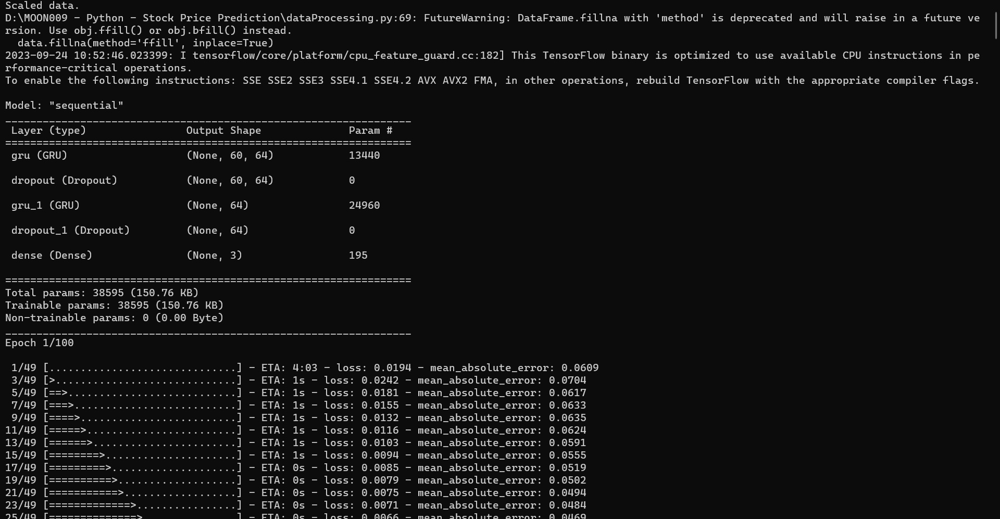 Scaled data.
D:\MOON009 - Python - Stock Price Prediction\dataProcessing.py:69: FutureWarning: DataFrame.fillna with 'method' is deprecated and will raise in a future ve
rsion. Use obj.ffill() or obj.bfill() instead.
  data.fillna(method='ffill', inplace=True)
2023-09-24 10:52:46.023399: I tensorflow/core/platform/cpu_feature_guard.cc:182] This TensorFlow binary is optimized to use available CPU instructions in pe
rformance-critical operations.
To enable the following instructions: SSE SSE2 SSE3 SSE4.1 SSE4.2 AVX AVX2 FMA, in other operations, rebuild TensorFlow with the appropriate compiler flags.
Model: "sequential"
_________________________________________________________________
 Layer (type)                Output Shape              Param #
=================================================================
 gru (GRU)                   (None, 60, 64)            13440
 dropout (Dropout)           (None, 60, 64)            0
 gru_1 (GRU)                 (None, 64)                24960
 dropout_1 (Dropout)         (None, 64)                0
 dense (Dense)               (None, 3)                 195
=================================================================
Total params: 38595 (150.76 KB)
Trainable params: 38595 (150.76 KB)
Non-trainable params: 0 (0.00 Byte)
_________________________________________________________________
Epoch 1/100
 1/49 [..............................] - ETA: 4:03 - loss: 0.0194 - mean_absolute_error: 0.0609
 3/49 [>.............................] - ETA: 1s - loss: 0.0242 - mean_absolute_error: 0.0704
 5/49 [==>...........................] - ETA: 1s - loss: 0.0181 - mean_absolute_error: 0.0617
 7/49 [===>..........................] - ETA: 1s - loss: 0.0155 - mean_absolute_error: 0.0633
 9/49 [====>.........................] - ETA: 1s - loss: 0.0132 - mean_absolute_error: 0.0635
11/49 [=====>........................] - ETA: 1s - loss: 0.0116 - mean_absolute_error: 0.0624
13/49 [======>.......................] - ETA: 1s - loss: 0.0103 - mean_absolute_error: 0.0591
15/49 [========>.....................] - ETA: 1s - loss: 0.0094 - mean_absolute_error: 0.0555
17/49 [=========>....................] - ETA: 0s - loss: 0.0085 - mean_absolute_error: 0.0519
19/49 [==========>...................] - ETA: 0s - loss: 0.0079 - mean_absolute_error: 0.0502
21/49 [===========>..................] - ETA: 0s - loss: 0.0075 - mean_absolute_error: 0.0494
23/49 [=============>................] - ETA: 0s - loss: 0.0071 - mean_absolute_error: 0.0484
25/49 [==============>...............] - ETA: 0s - loss: 0.0066 - mean_absolute_error: 0.0469